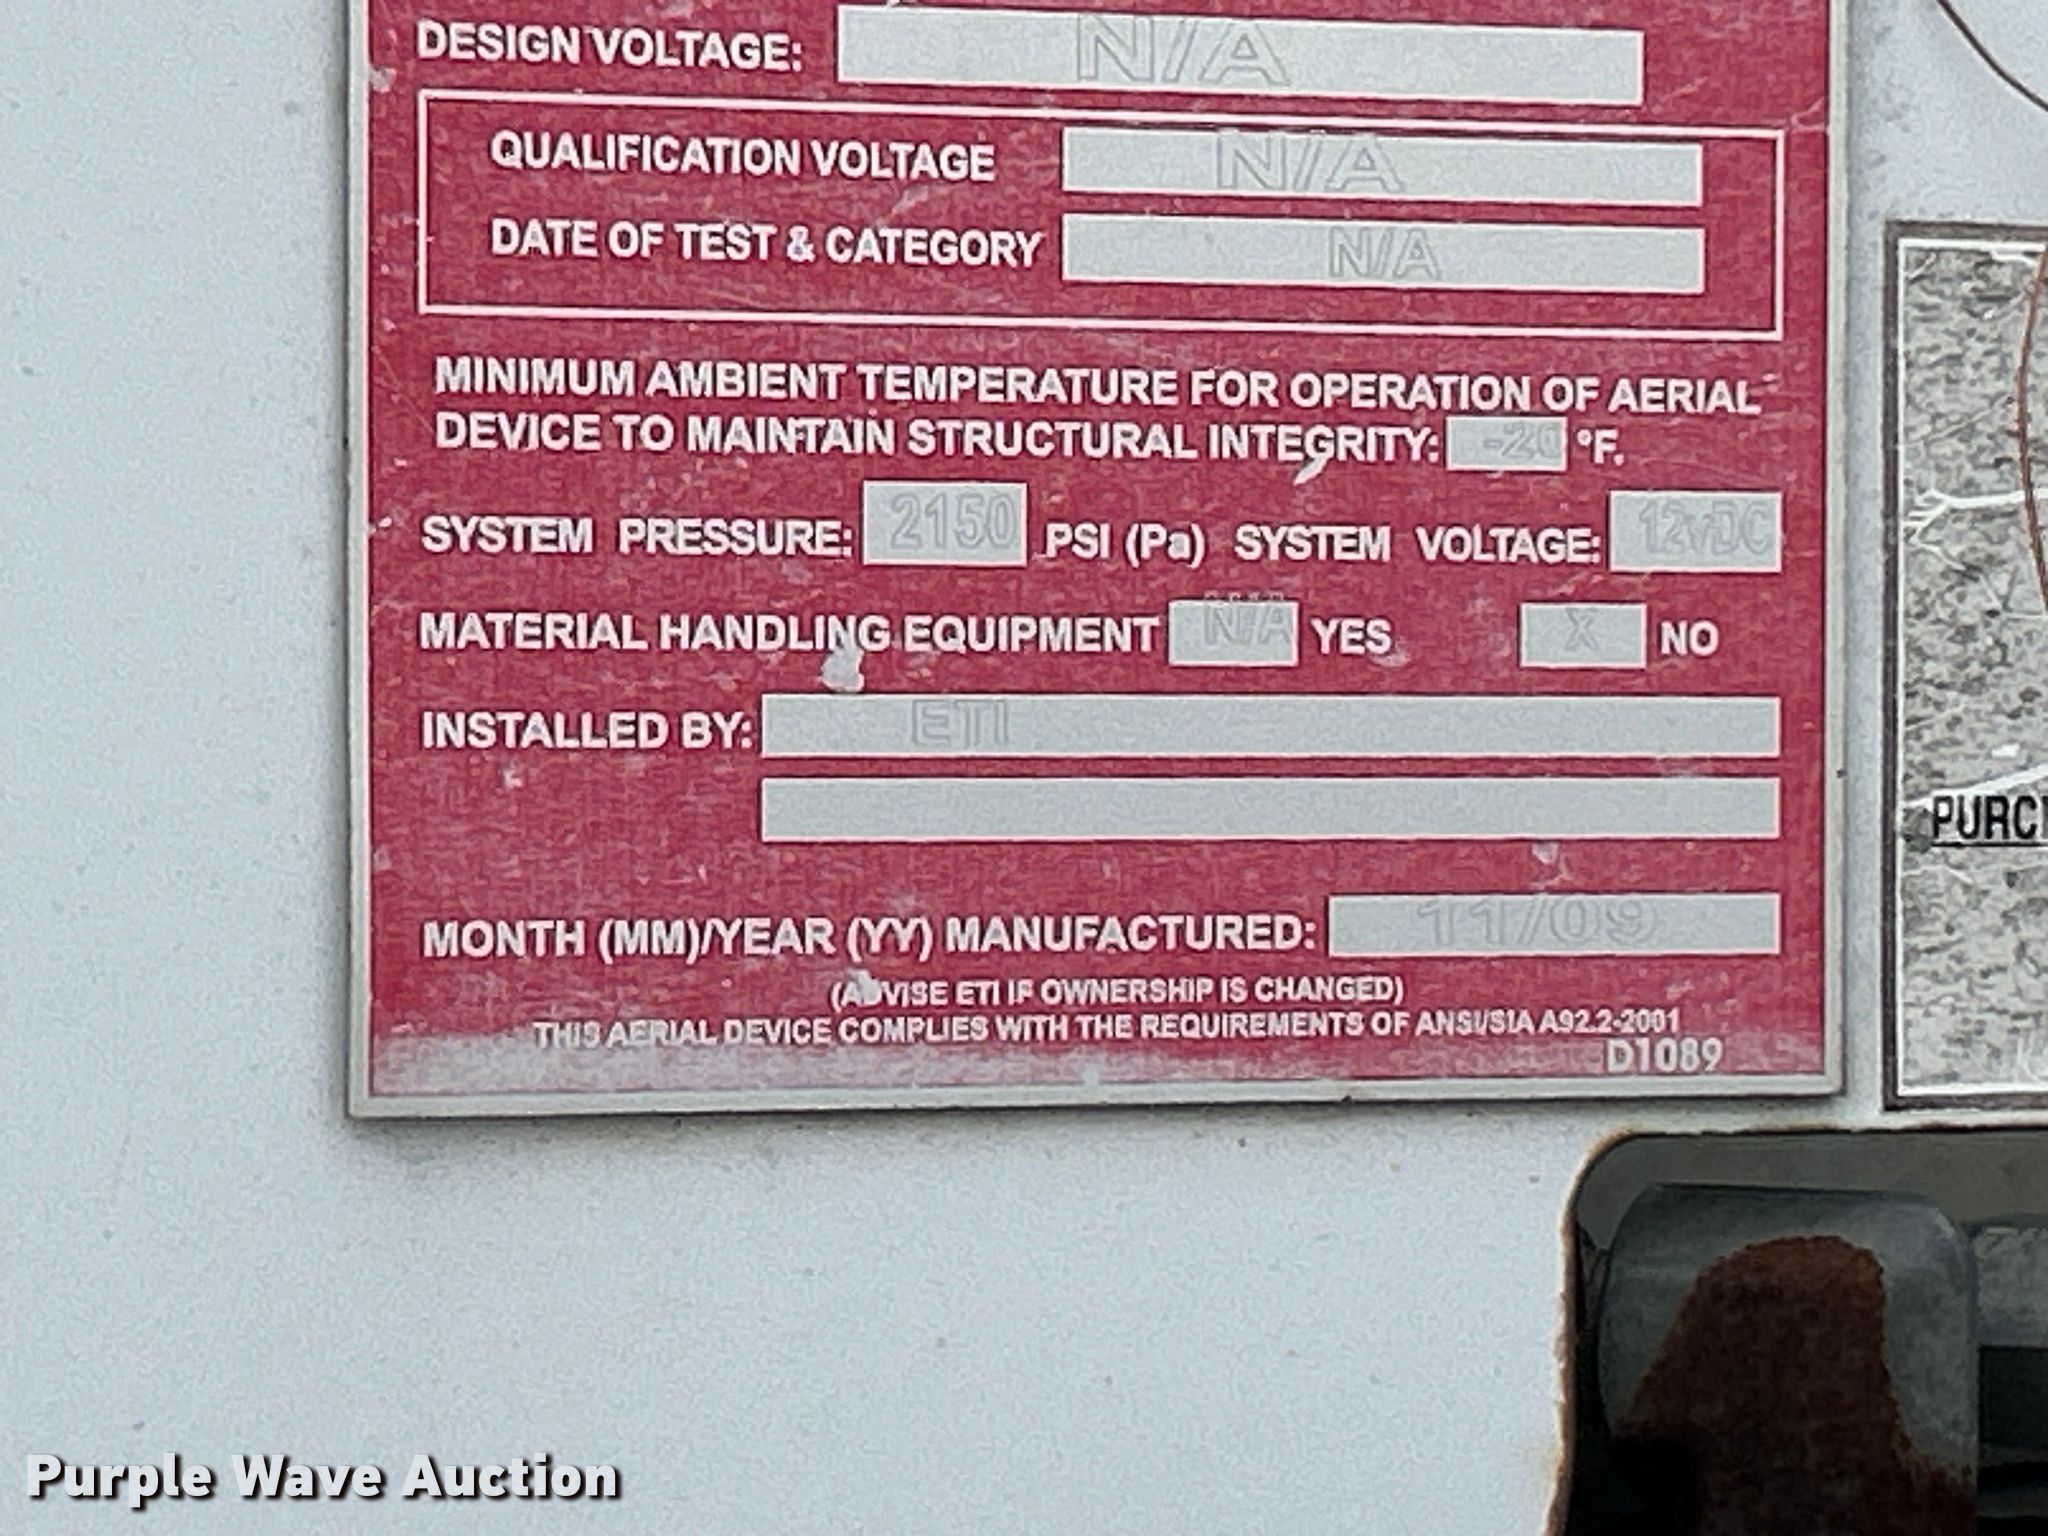 DESIGN VOLTAGE: N/A
QUALIFICATION VOLTAGE N/A
DATE OF TEST & CATEGORY N/A
MINIMUM AMBIENT TEMPERATURE FOR OPERATION OF AERIAL
DEVICE TO MAINTAIN STRUCTURAL INTEGRITY: -20 °F.
SYSTEM PRESSURE: 2150 PSI (Pa) SYSTEM VOLTAGE: 12vDC
MATERIAL HANDLING EQUIPMENT N/A YES X NO
INSTALLED BY: ETI
MONTH (MM)/YEAR (YY) MANUFACTURED: 11/09
(ADVISE ETI IF OWNERSHIP IS CHANGED)
THIS AERIAL DEVICE COMPLIES WITH THE REQUIREMENTS OF ANSI/SIA A92.2-2001
D1089
Purple Wave Auction